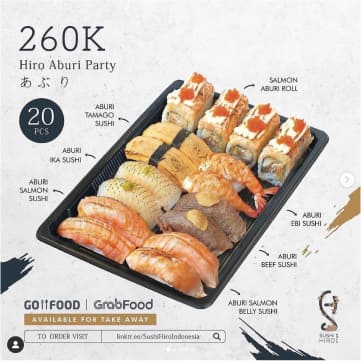 260K
Hiro Aburi Party
あぶり
20
PCS
SALMON
ABURI ROLL
ABURI
TAMAGO
SUSHI
ABURI
IKA SUSHI
ABURI
SALMON
SUSHI
ABURI
EBI SUSHI
ABURI
BEEF SUSHI
ABURI SALMON
BELLY SUSHI
GOFOOD | GrabFood
AVAILABLE FOR TAKE AWAY
TO ORDER VISIT | linktr.ee/SushiHiroIndonesia
SUSHI
HIRO